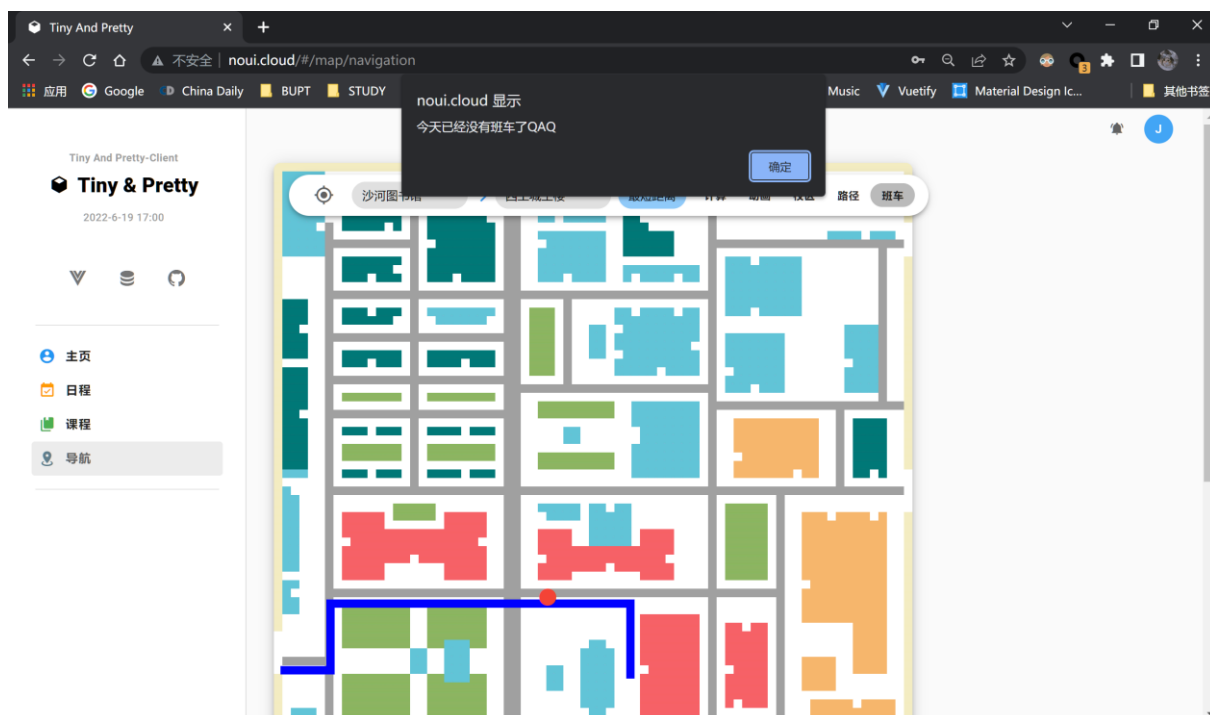 Tiny And Pretty
不安全 noui.cloud/#/map/navigation
3
应用 Google China Daily BUPT STUDY Music Vuetify Material Design Ic... 其他书签
noui.cloud 显示
今天已经没有班车了QAQ
确定
Tiny And Pretty-Client
Tiny & Pretty
2022-6-19 17:00
J
沙河图书馆
路径 班车
主页
日程
课程
导航